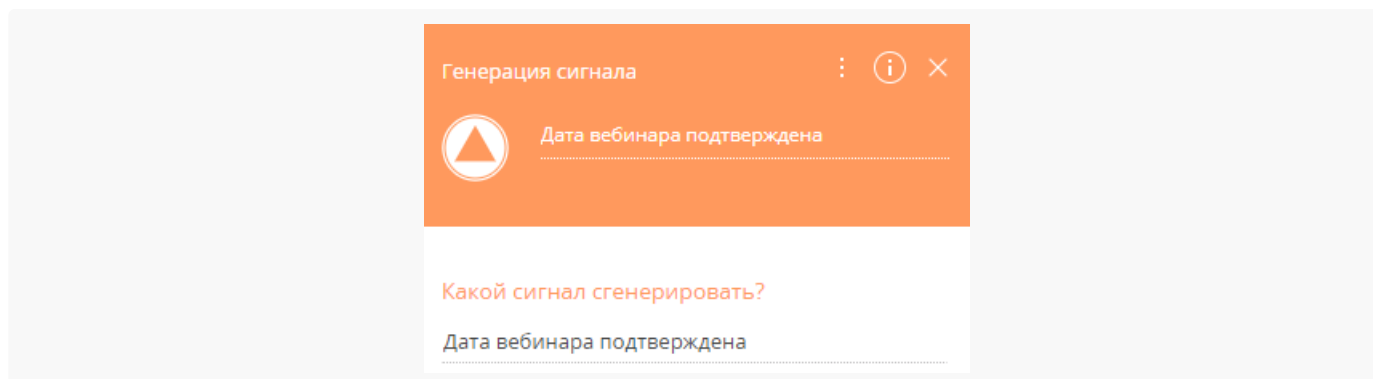 Генерация сигнала
Дата вебинара подтверждена
Какой сигнал сгенерировать?
Дата вебинара подтверждена